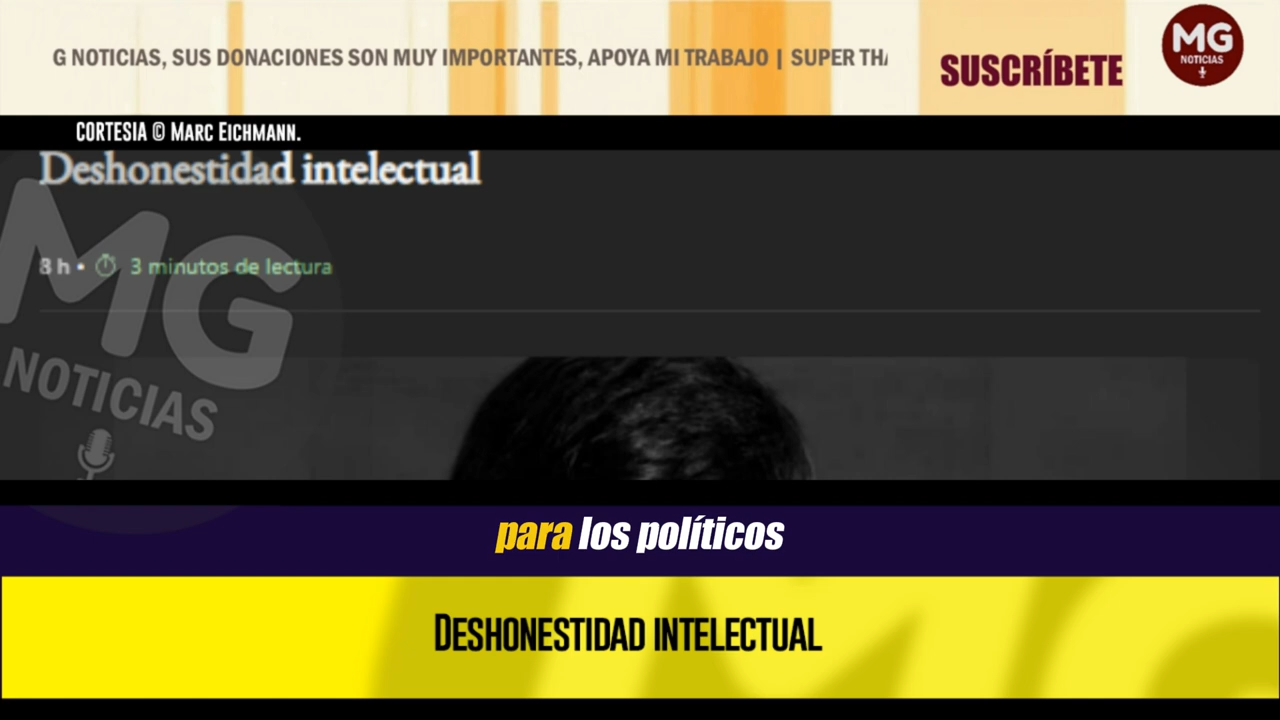 G NOTICIAS, SUS DONACIONES SON MUY IMPORTANTES, APOYA MI TRABAJO | SUPER
SUSCRÍBETE
MG
NOTICIAS
CORTESIA © MARC EICHMANN.
Deshonestidad intelectual
8 h • 3 minutos de lectura
MG
NOTICIAS
para los políticos
DESHONESTIDAD INTELECTUAL